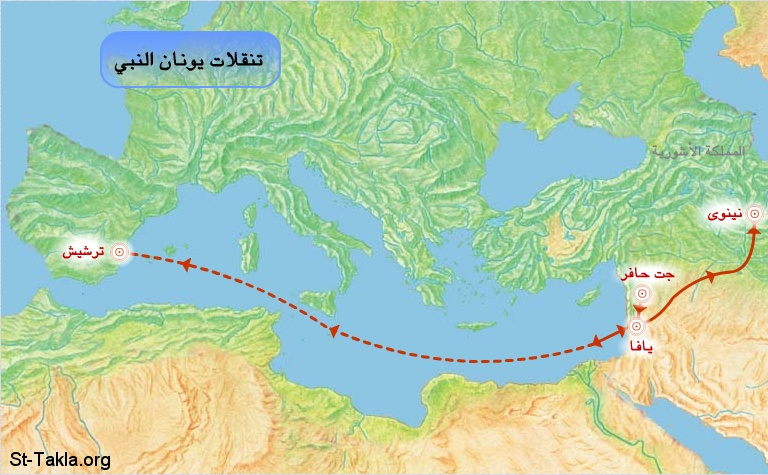 تنقلات يونان النبي
المملكة الأشورية
نينوى
ترشيش
جت حافر
يافا
St-Takla.org